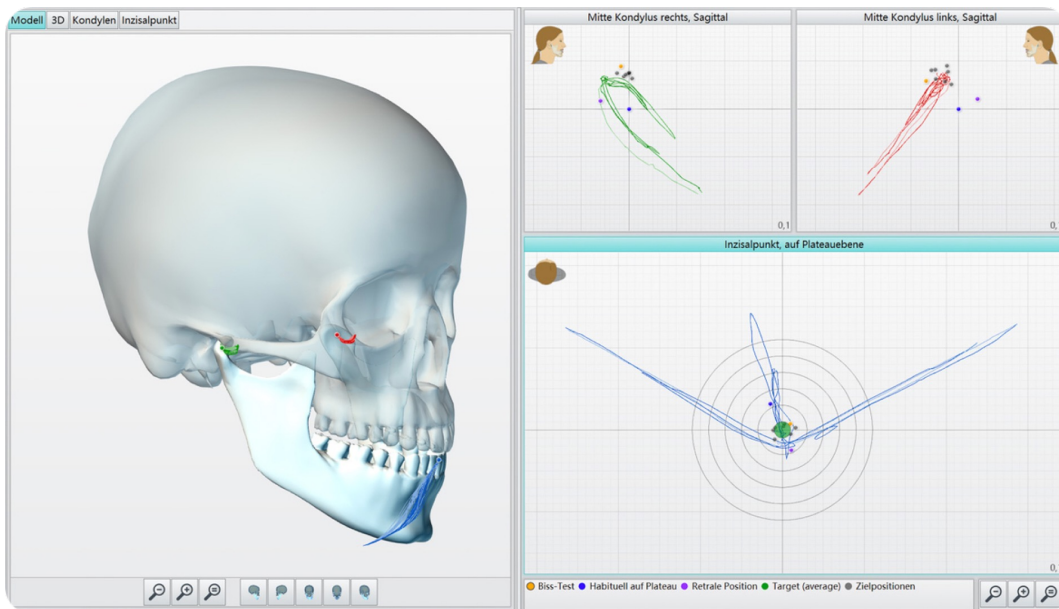 Modell 3D Kondylen Inzisalpunkt
Mitte Kondylus rechts, Sagittal
0,1
Mitte Kondylus links, Sagittal
0,
Inzisalpunkt, auf Plateauebene
0,
Biss-Test Habituell auf Plateau Retrale Position Target (average) Zielpositionen